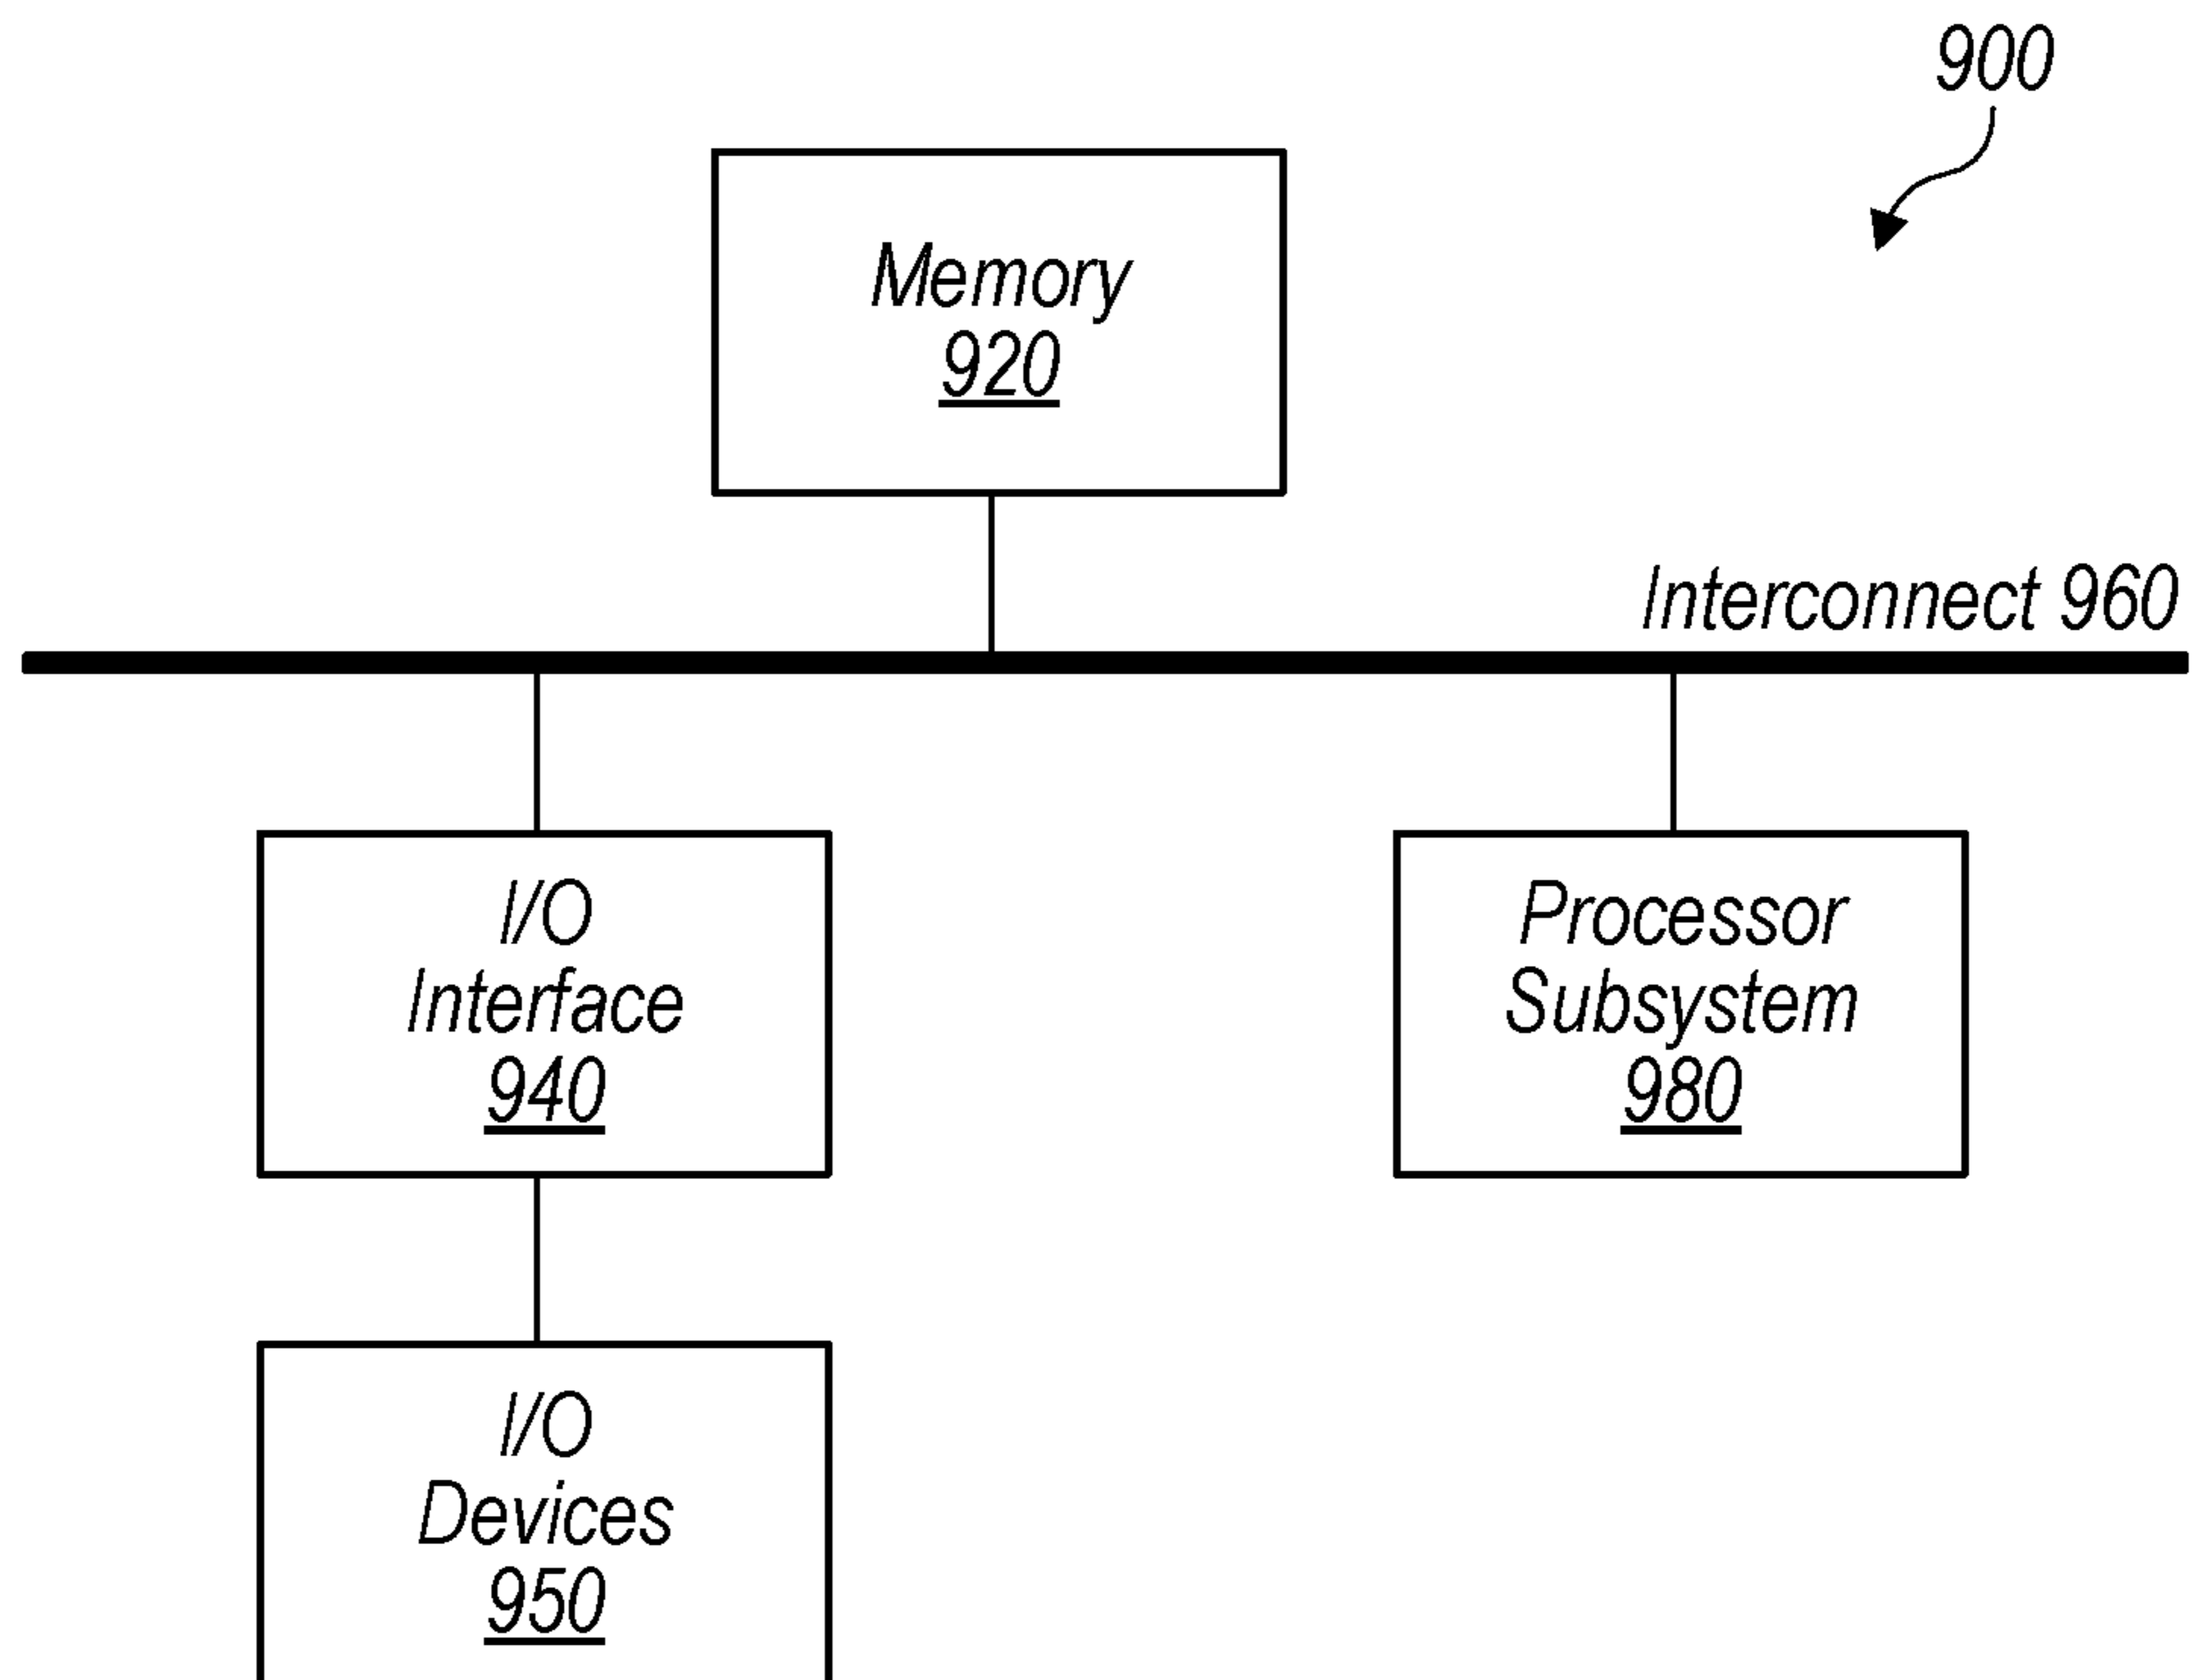 900
Memory
920
Interconnect 960
I/O
Interface
940
Processor
Subsystem
980
I/O
Devices
950